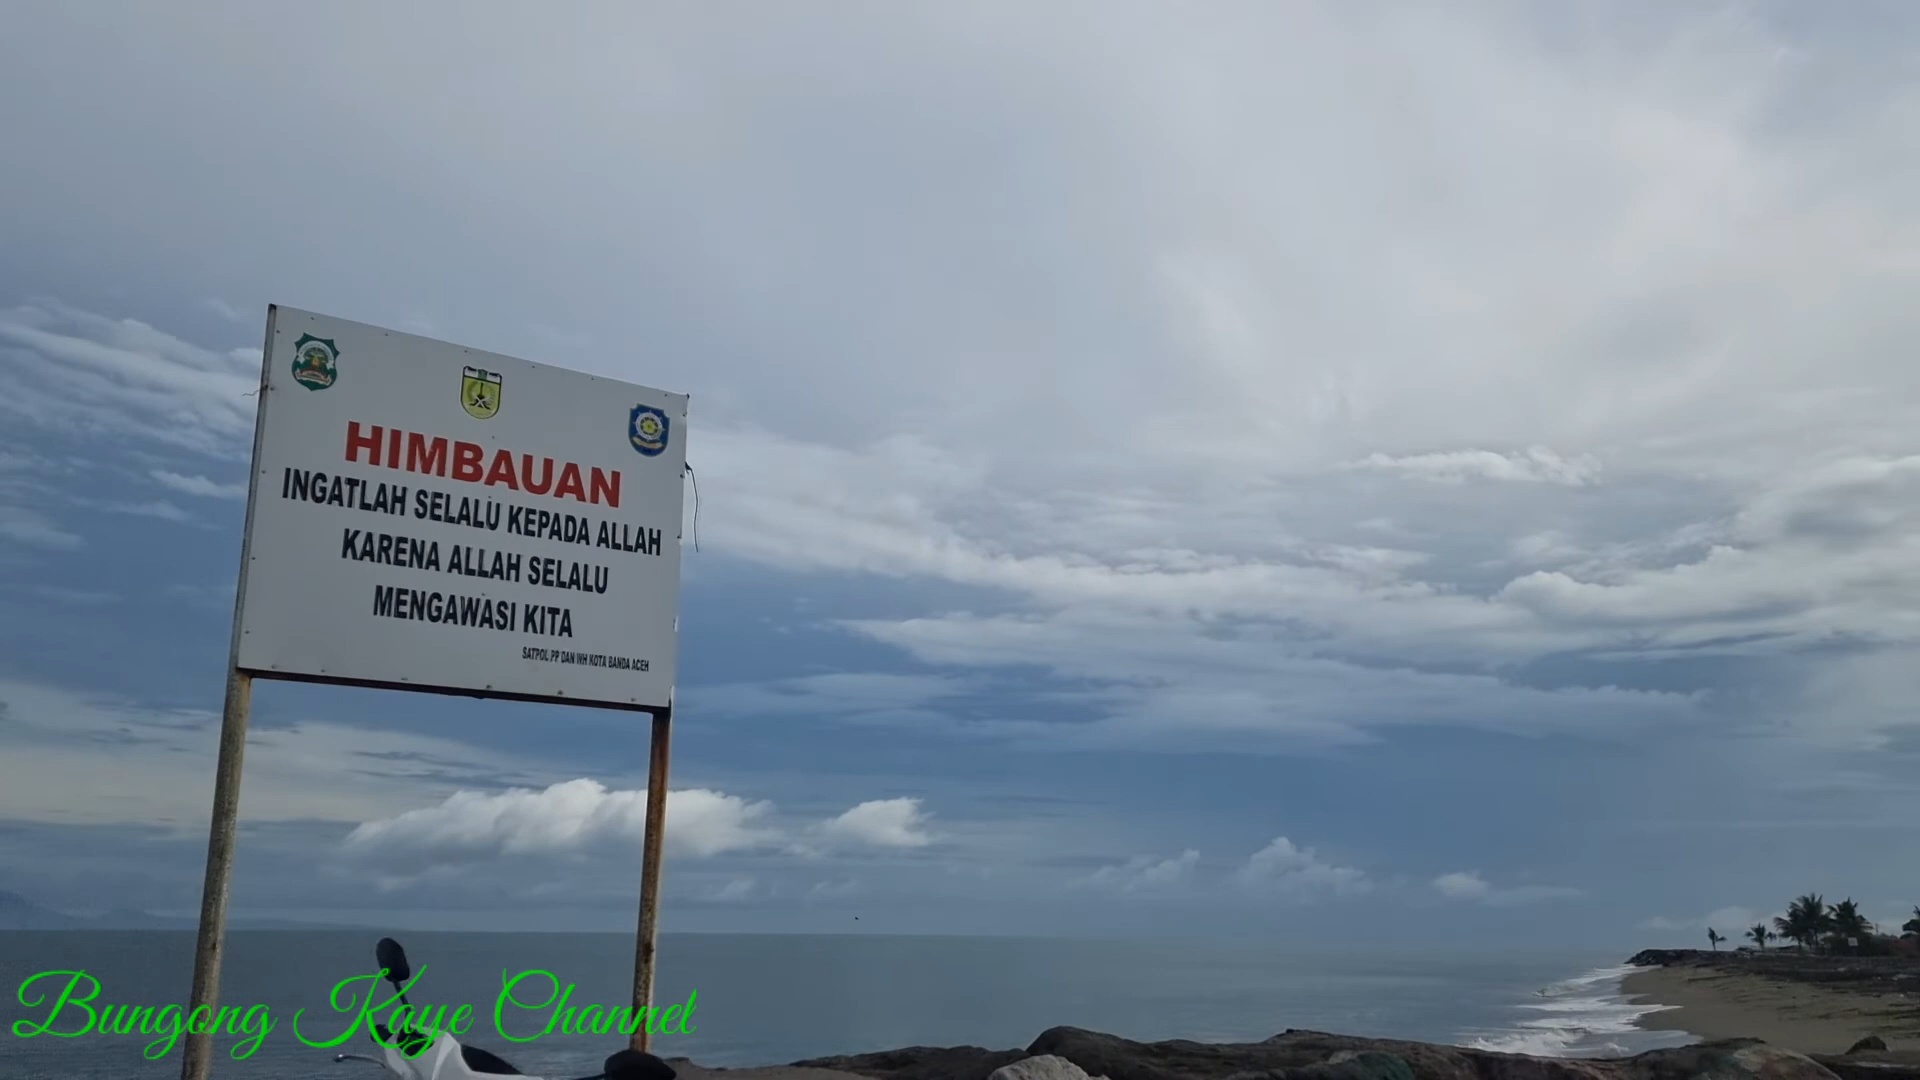 HIMBAUAN
INGATLAH SELALU KEPADA ALLAH
KARENA ALLAH SELALU
MENGAWASI KITA
SATPOL PP DAN WH KOTA BANDA ACEH
Bungong Kaye Channel